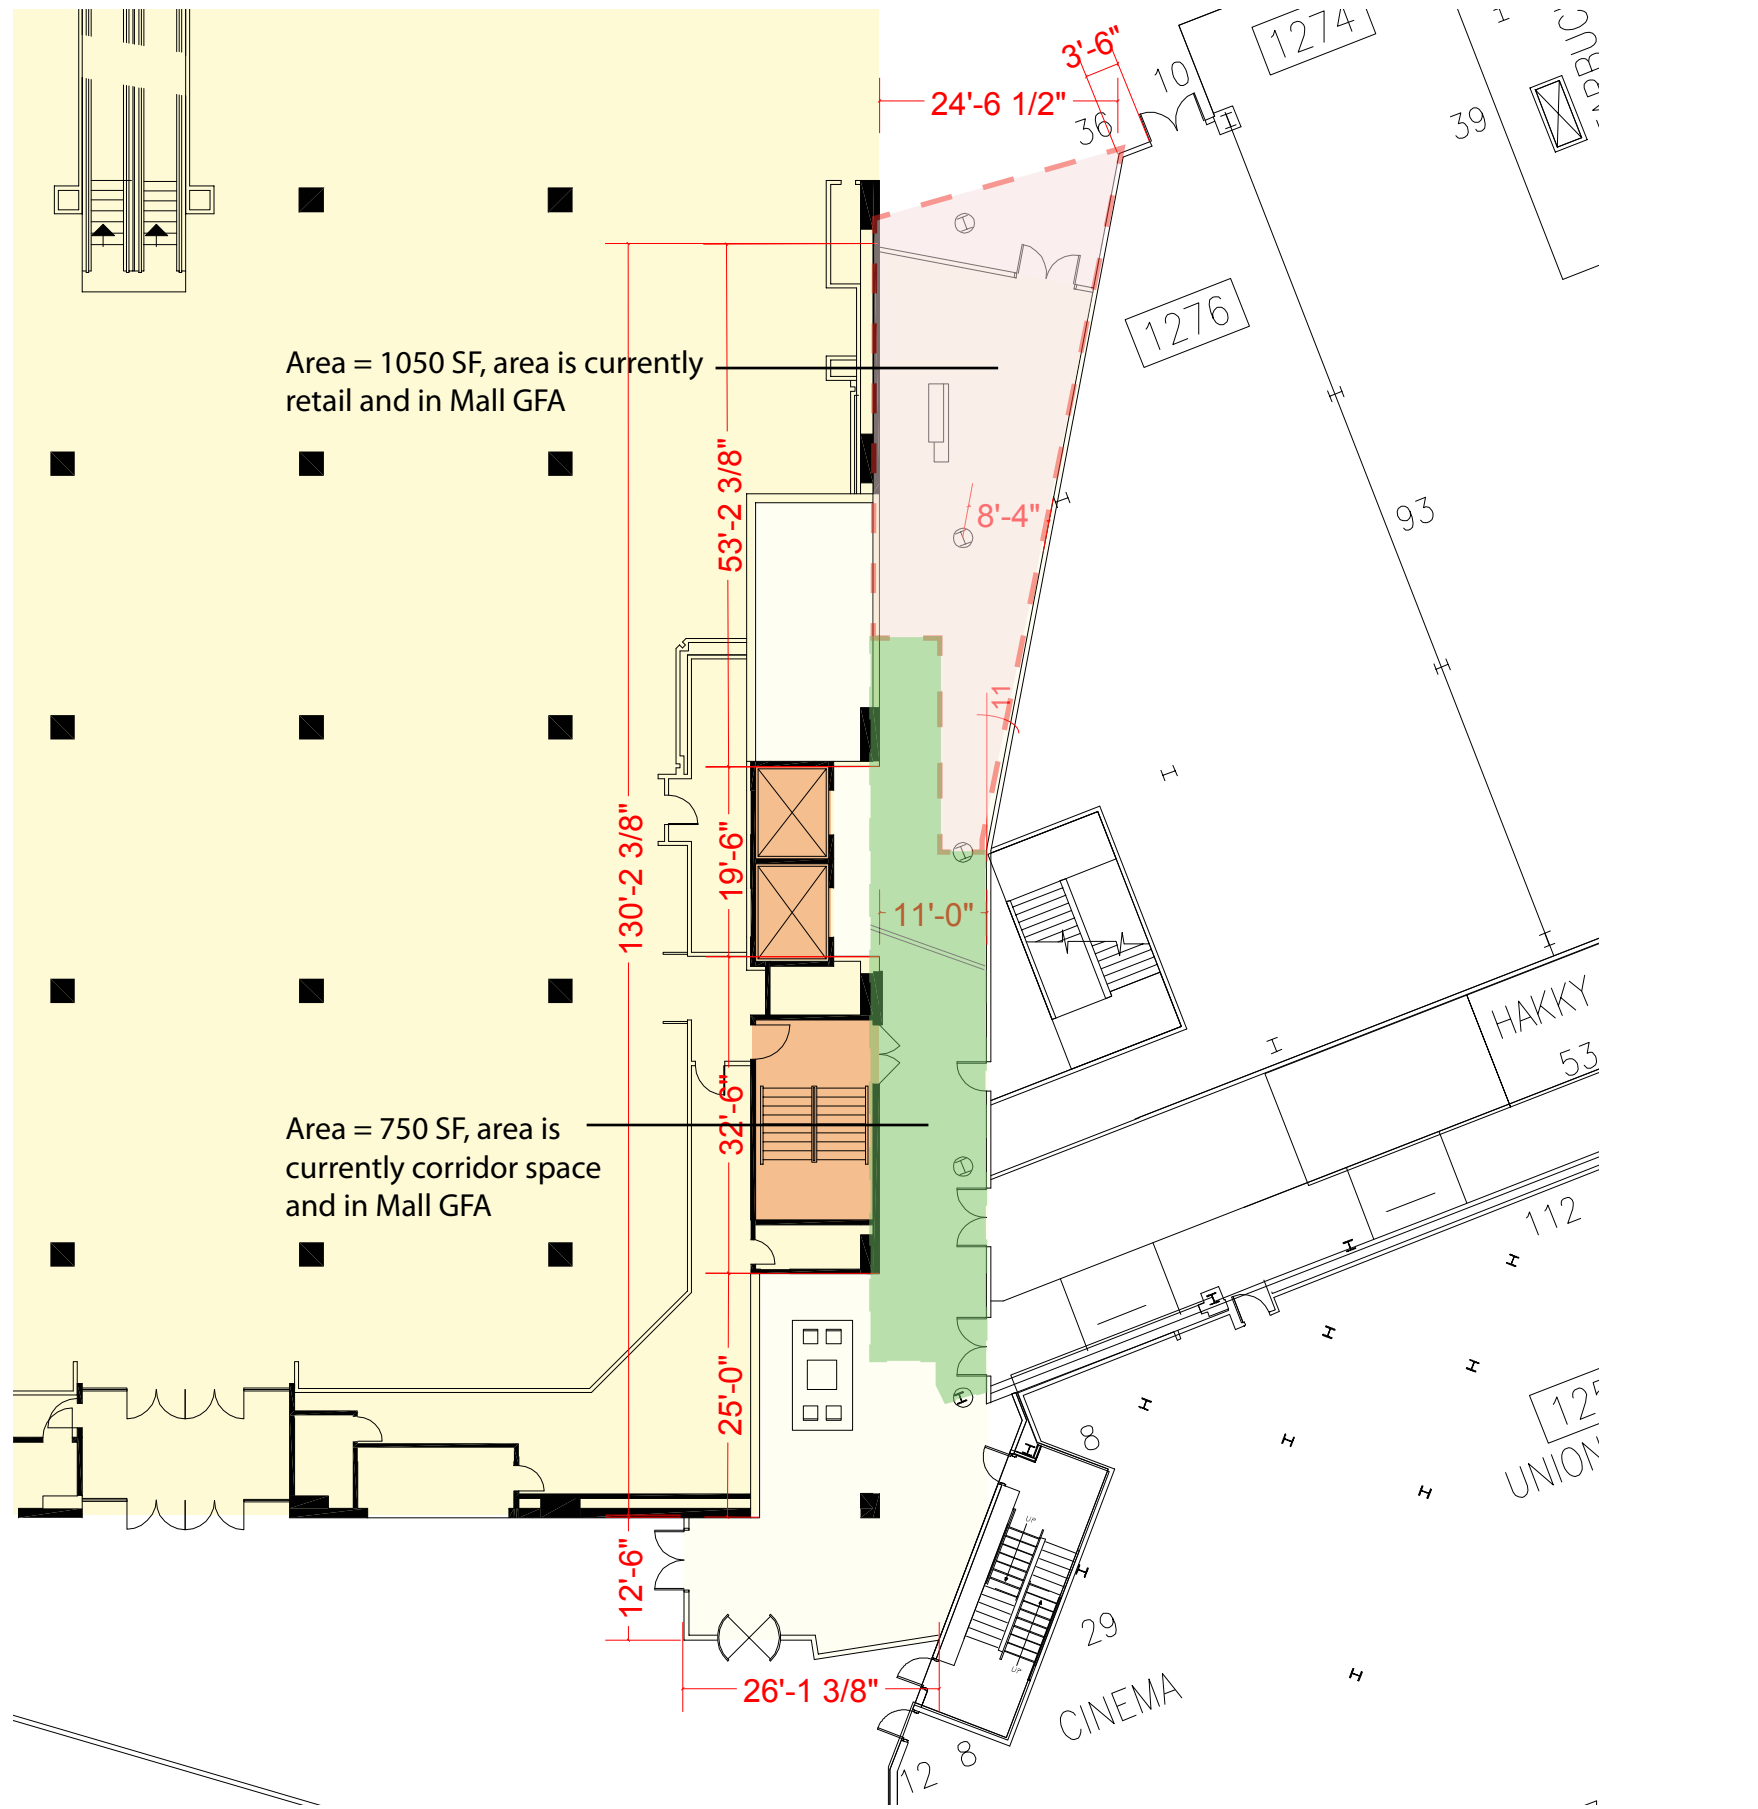 3'-6"
1274
10
24'-6 1/2"
36
39
1276
Area = 1050 SF, area is currently
retail and in Mall GFA
53'-2 3/8"
8'-4"
93
11
130'-2 3/8"
19'-6"
11'-0"
HAKKY
53
32'-6"
Area = 750 SF, area is
currently corridor space
and in Mall GFA
112
25'-0"
8
UNION
UP
12'-6"
29
UP
26'-1 3/8"
CINEMA
8
12